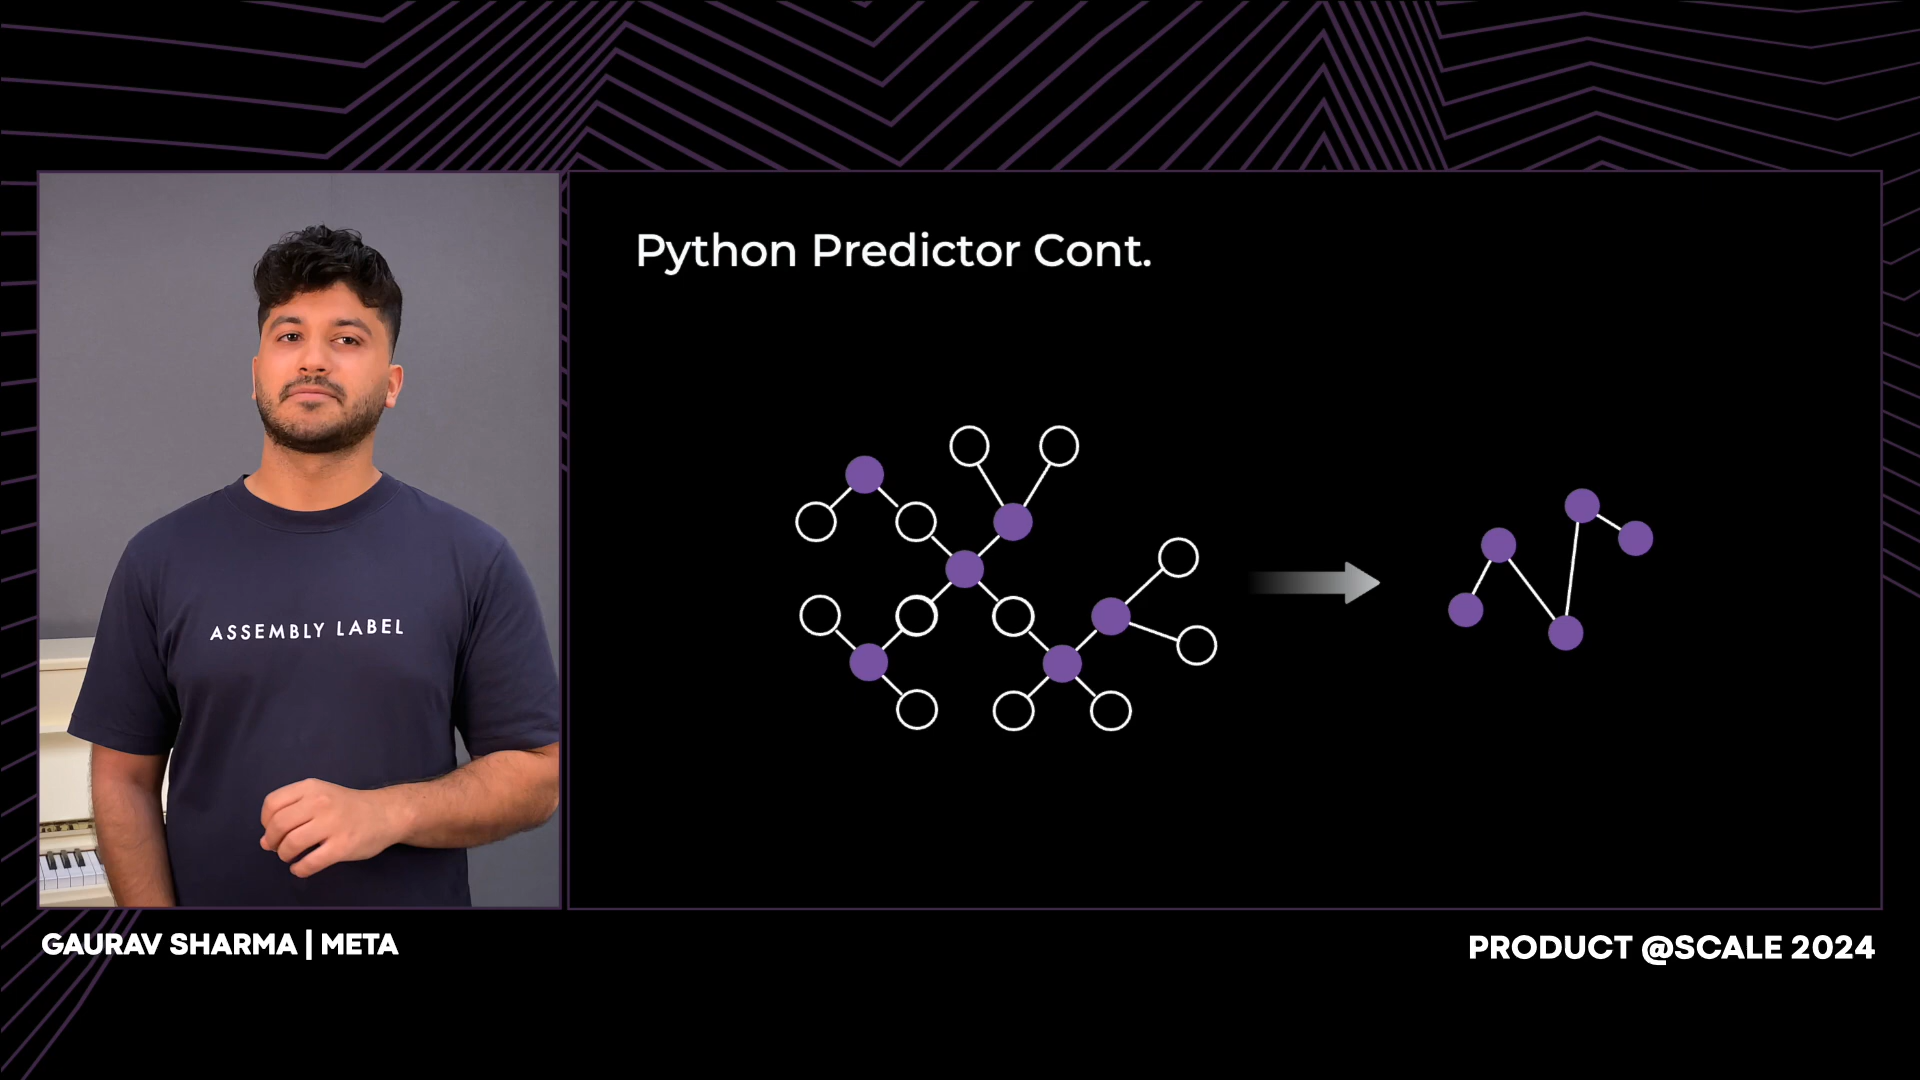 Python Predictor Cont.
ASSEMBLY LABEL
GAURAV SHARMA | META
PRODUCT @SCALE 2024